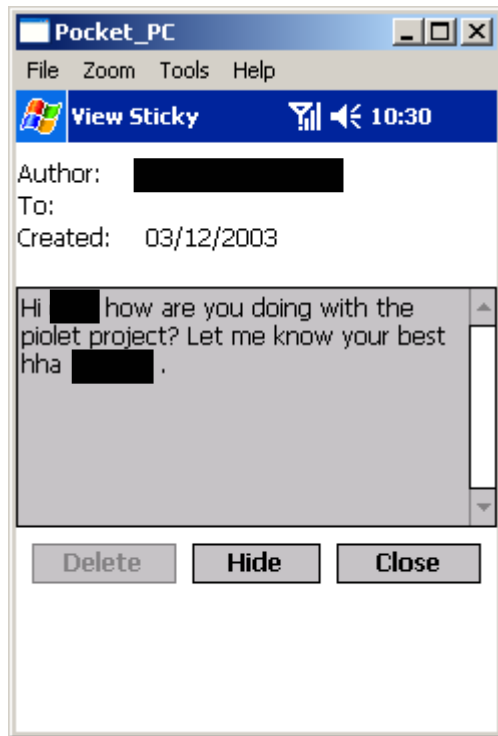 Pocket_PC
File Zoom Tools Help
View Sticky 10:30
Author:
To:
Created: 03/12/2003
Hi how are you doing with the
piolet project? Let me know your best
hha .
Delete Hide Close